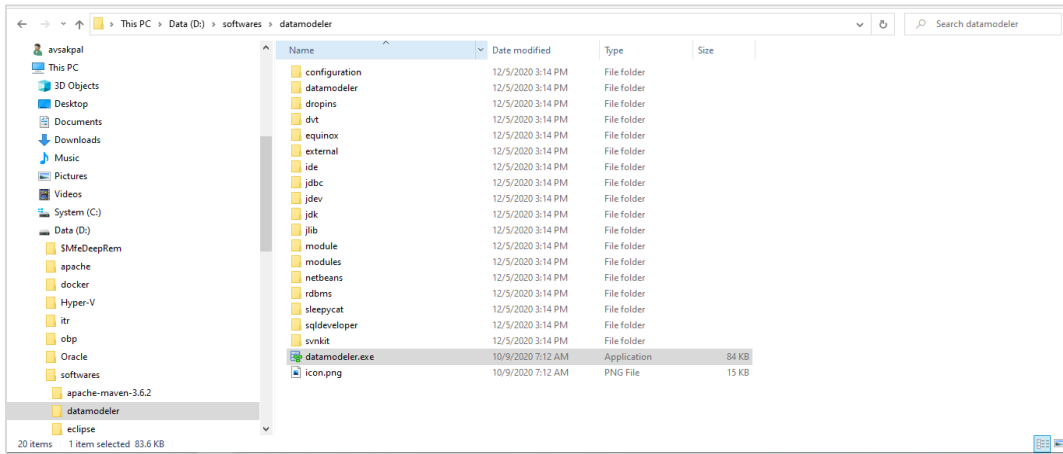 This PC > Data (D:) > softwares > datamodeler
Search datamodeler
avsakpal
This PC
3D Objects
Desktop
Documents
Downloads
Music
Pictures
Videos
System (C:)
Data (D:)
$MfeDeepRem
apache
docker
Hyper-V
itr
obp
Oracle
softwares
apache-maven-3.6.2
datamodeler
eclipse
Name Date modified Type Size
configuration 12/5/2020 3:14 PM File folder
datamodeler 12/5/2020 3:14 PM File folder
dropins 12/5/2020 3:14 PM File folder
dvt 12/5/2020 3:14 PM File folder
equinox 12/5/2020 3:14 PM File folder
external 12/5/2020 3:14 PM File folder
ide 12/5/2020 3:14 PM File folder
jdbc 12/5/2020 3:14 PM File folder
jdev 12/5/2020 3:14 PM File folder
jdk 12/5/2020 3:14 PM File folder
jlib 12/5/2020 3:14 PM File folder
module 12/5/2020 3:14 PM File folder
modules 12/5/2020 3:14 PM File folder
netbeans 12/5/2020 3:14 PM File folder
rdbms 12/5/2020 3:14 PM File folder
sleepycat 12/5/2020 3:14 PM File folder
sqldeveloper 12/5/2020 3:14 PM File folder
svnkit 12/5/2020 3:14 PM File folder
datamodeler.exe 10/9/2020 7:12 AM Application 84 KB
icon.png 10/9/2020 7:12 AM PNG File 15 KB
20 items 1 item selected 83.6 KB